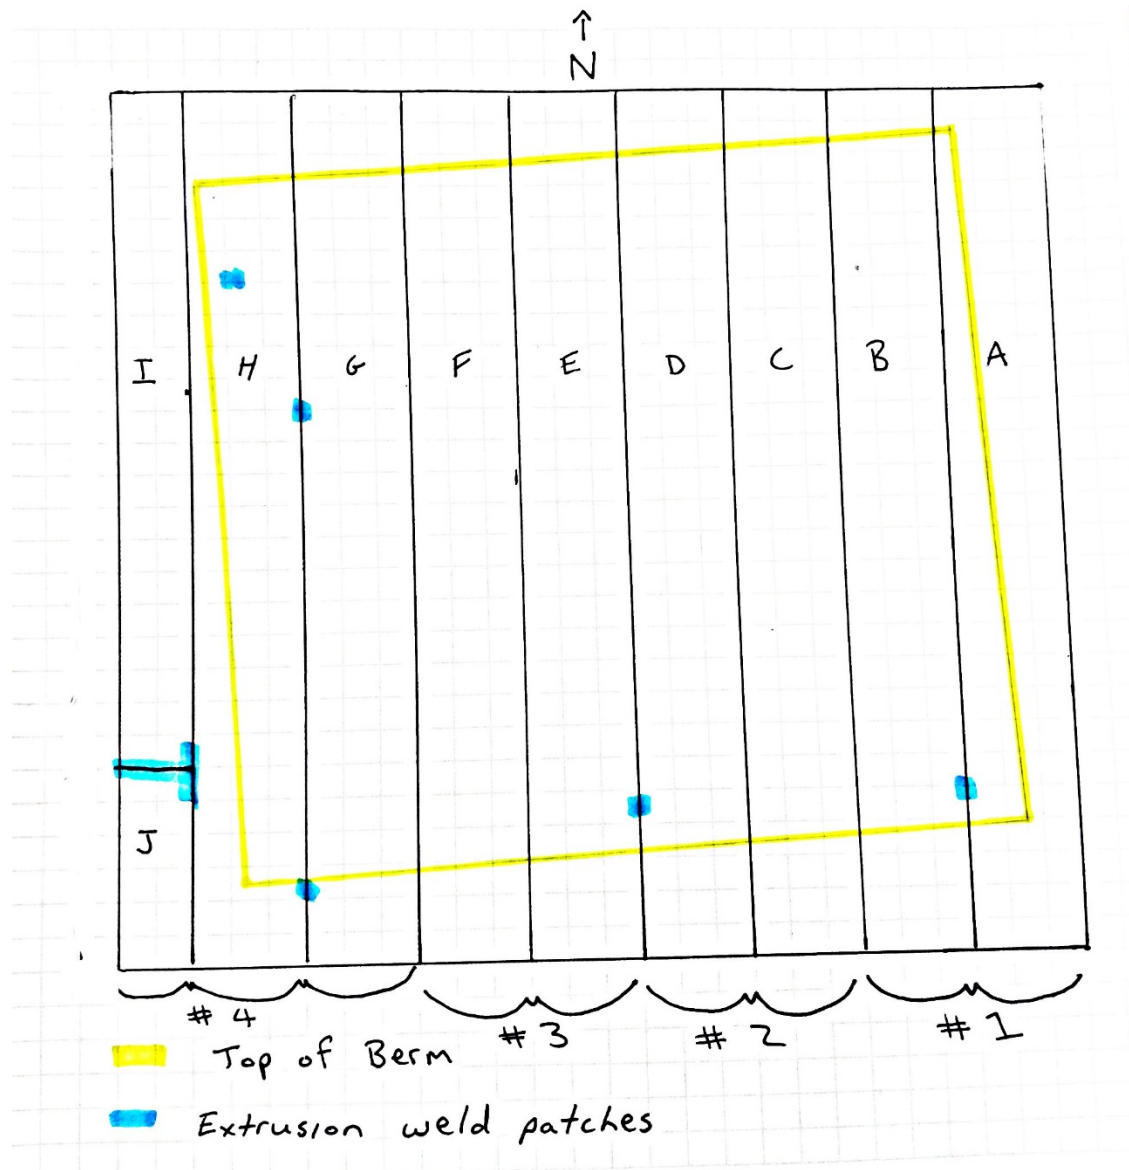 ↑
N
I H G F E D C B A
J
#4 #3 #2 #1
Top of Berm
Extrusion weld patches